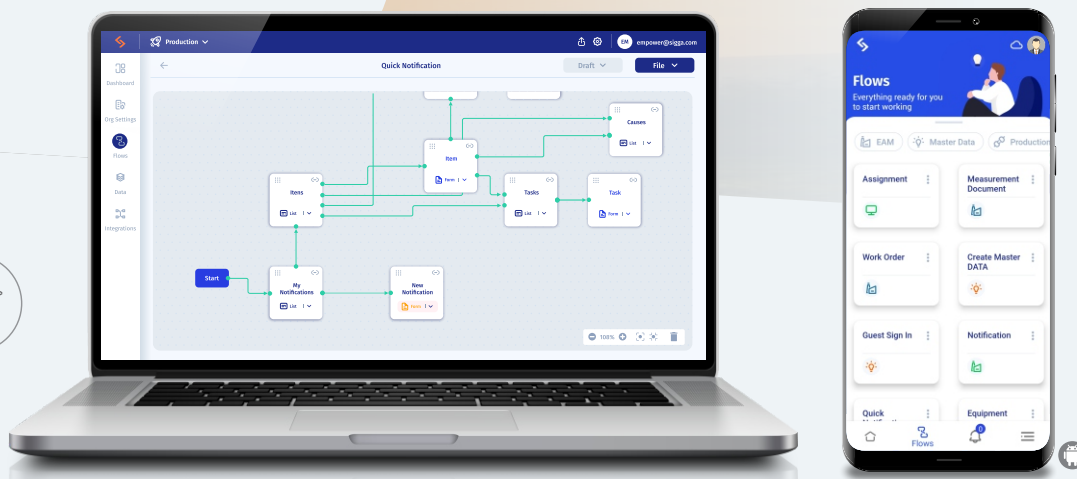 Production
EM
empower@sigga.com
Quick Notification
Draft
File
Dashboard
Org Settings
Flows
Data
Integrations
Causes
List
Item
Form
Itens
List
Tasks
List
Task
Form
Start
My
Notifications
List
New
Notification
Form
108%
Flows
Everything ready for you
to start working
EAM
Master Data
Production
Assignment
Measurement
Document
Work Order
Create Master
DATA
Guest Sign In
Notification
Quick
Equipment
0
Flows